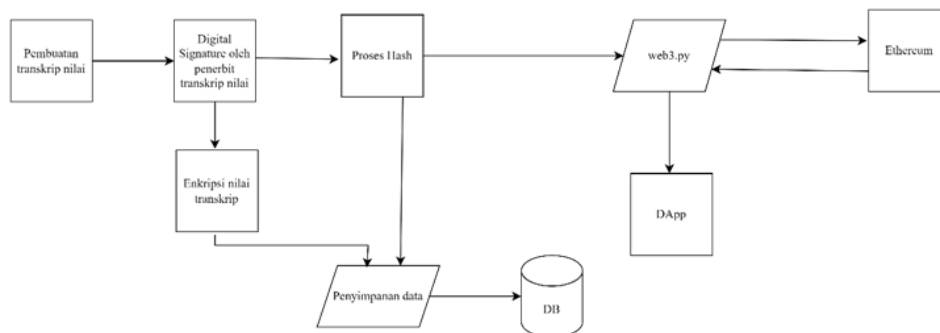 Pembuatan
transkrip nilai
Digital
Signature oleh
penerbit
transkrip nilai
Proses Hash
web3.py
Ethereum
Enkripsi nilai
transkrip
DApp
Penyimpanan data
DB